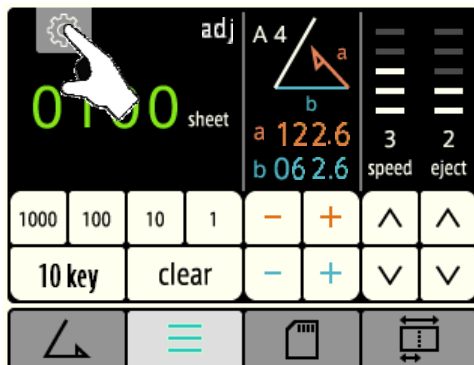 adj
0100 sheet
A 4
a
b
a 122.6
b 062.6
3 2
speed eject
1000 100 10 1
− +
10 key clear
− +